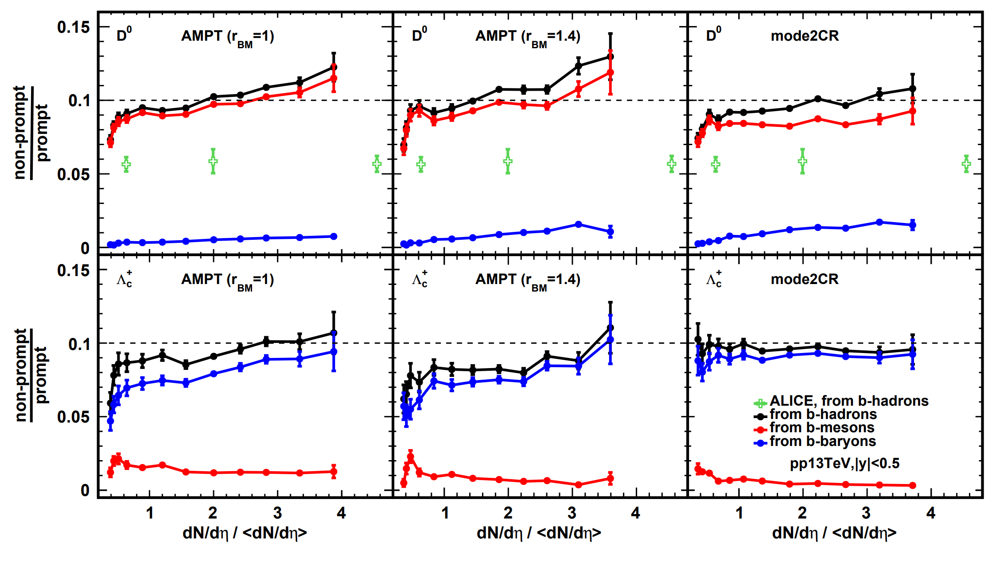 0.15
0.1
0.05
0
non-prompt
prompt
D0 AMPT (rBM=1)
D0 AMPT (rBM=1.4)
D0 mode2CR
0.15
0.1
0.05
0
non-prompt
prompt
Λc+ AMPT (rBM=1)
Λc+ AMPT (rBM=1.4)
Λc+ mode2CR
ALICE, from b-hadrons
from b-hadrons
from b-mesons
from b-baryons
pp13TeV,|y|<0.5
1 2 3 4
1 2 3 4
1 2 3 4
dN/dη / <dN/dη>
dN/dη / <dN/dη>
dN/dη / <dN/dη>